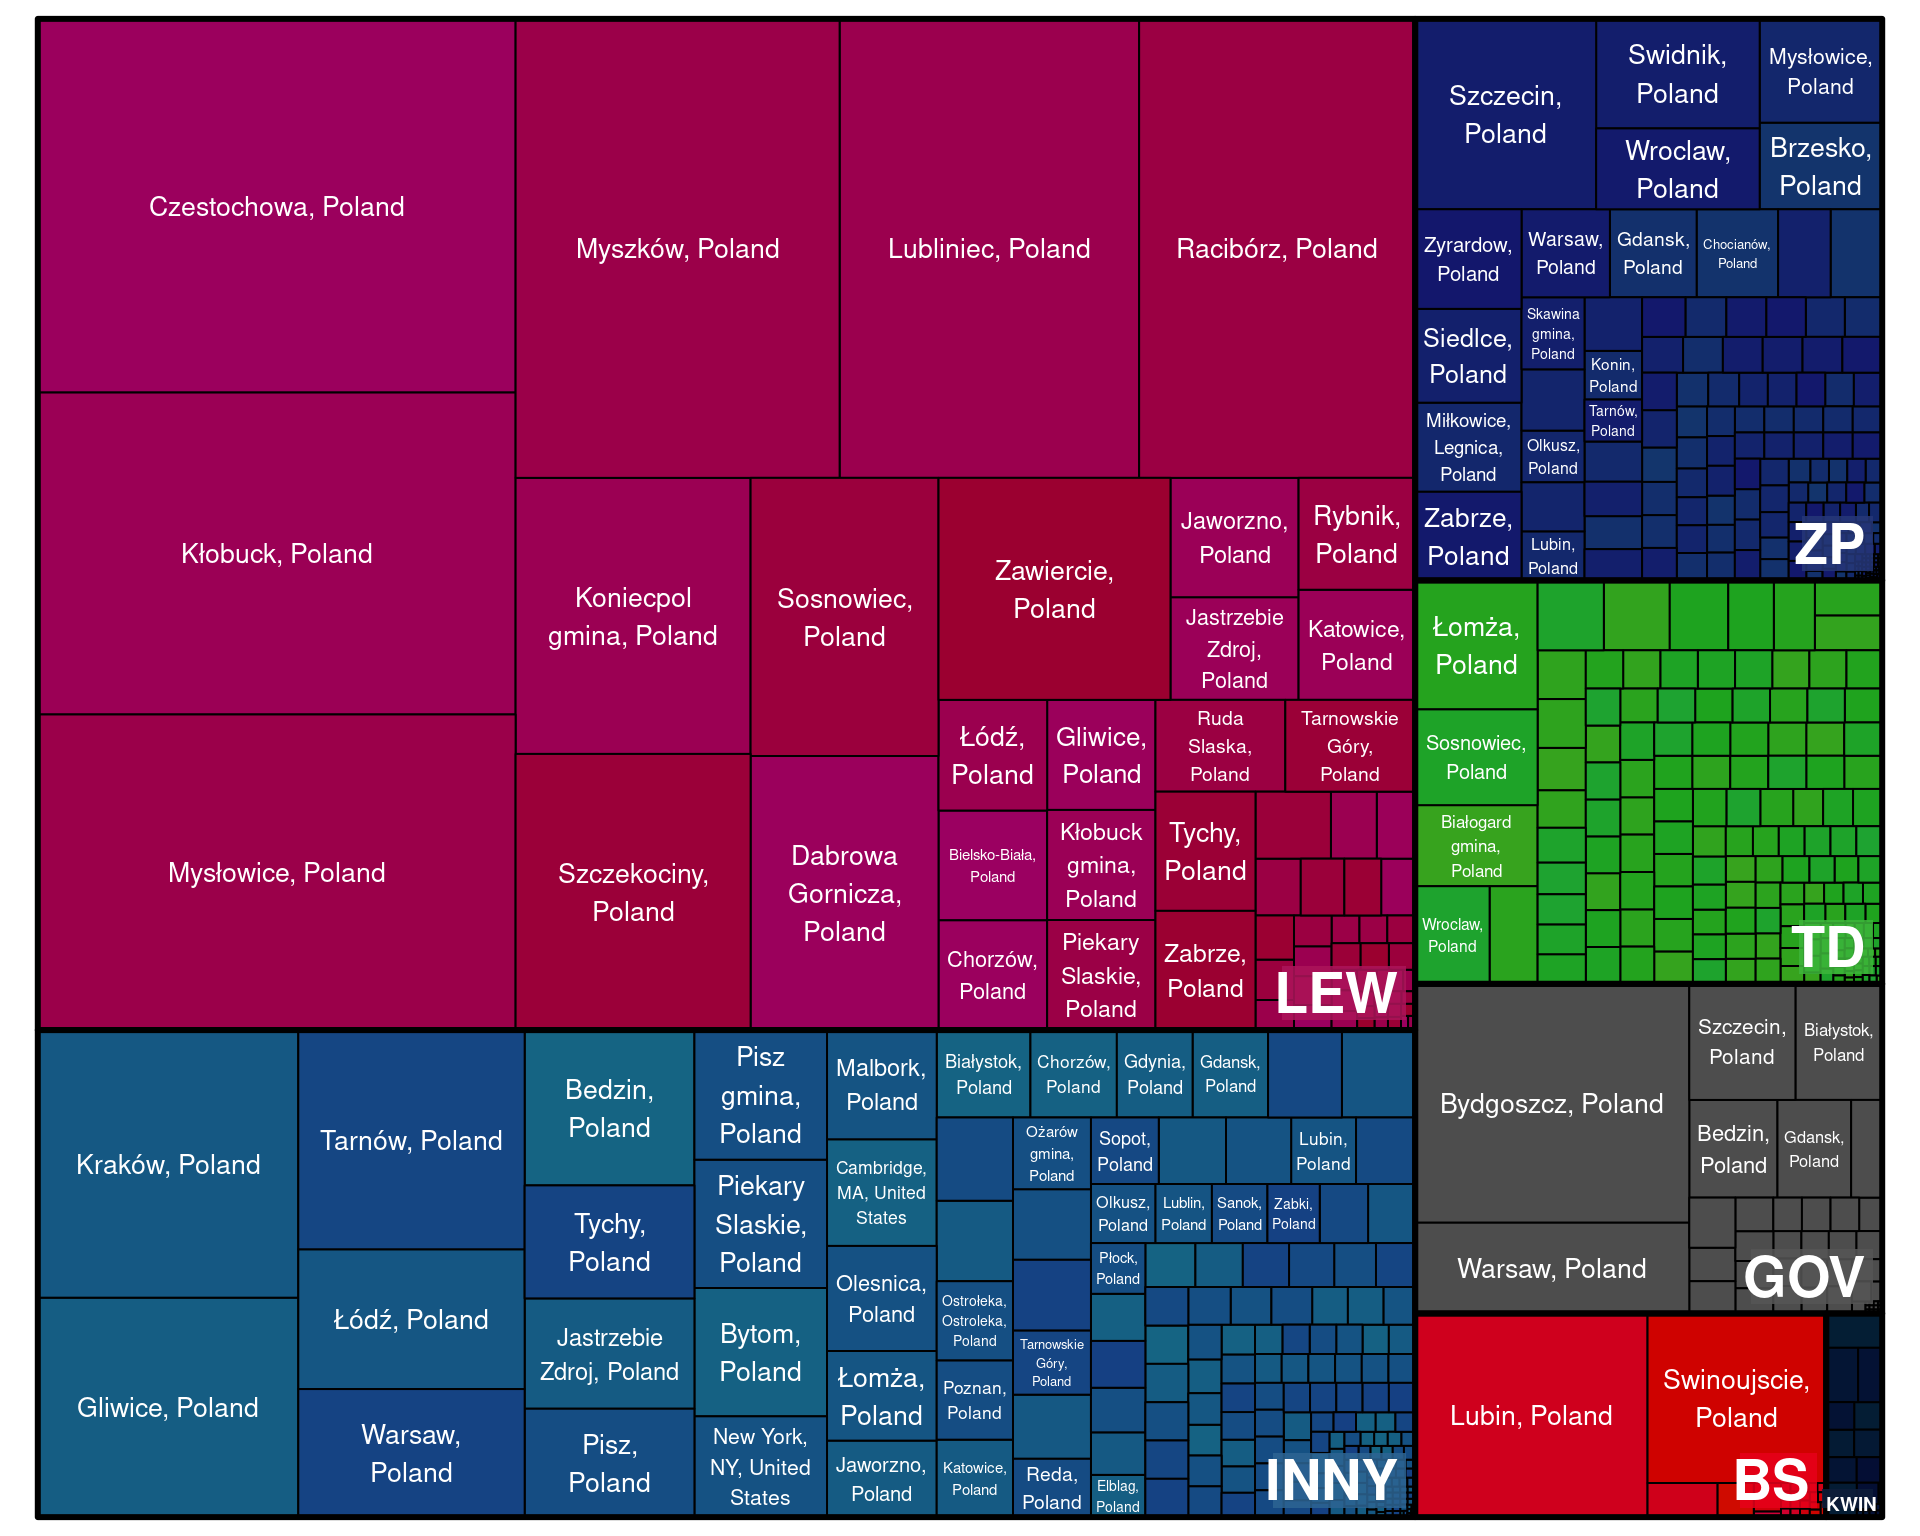 Czestochowa, Poland
Kłobuck, Poland
Mysłowice, Poland
Myszków, Poland
Lubliniec, Poland
Racibórz, Poland
Koniecpol
gmina, Poland
Szczekociny,
Poland
Sosnowiec,
Poland
Dabrowa
Gornicza,
Poland
Zawiercie,
Poland
Jaworzno,
Poland
Jastrzebie
Zdroj,
Poland
Rybnik,
Poland
Katowice,
Poland
Łódź,
Poland
Bielsko-Biała,
Poland
Chorzów,
Poland
Gliwice,
Poland
Kłobuck
gmina,
Poland
Piekary
Slaskie,
Poland
Ruda
Slaska,
Poland
Tarnowskie
Góry,
Poland
Tychy,
Poland
Zabrze,
Poland
LEW
Kraków, Poland
Gliwice, Poland
Tarnów, Poland
Łódź, Poland
Warsaw,
Poland
Bedzin,
Poland
Tychy,
Poland
Jastrzebie
Zdroj, Poland
Pisz,
Poland
Pisz
gmina,
Poland
Piekary
Slaskie,
Poland
Bytom,
Poland
New York,
NY, United
States
Malbork,
Poland
Cambridge,
MA, United
States
Olesnica,
Poland
Łomża,
Poland
Jaworzno,
Poland
Białystok,
Poland
Chorzów,
Poland
Gdynia,
Poland
Gdansk,
Poland
Ostrołeka,
Ostroleka,
Poland
Poznan,
Poland
Katowice,
Poland
Ożarów
gmina,
Poland
Tarnowskie
Góry,
Poland
Reda,
Poland
Sopot,
Poland
Lubin,
Poland
Olkusz,
Poland
Lublin,
Poland
Sanok,
Poland
Zabki,
Poland
Płock,
Poland
Elblag,
Poland
INNY
Szczecin,
Poland
Swidnik,
Poland
Wroclaw,
Poland
Mysłowice,
Poland
Brzesko,
Poland
Zyrardow,
Poland
Siedlce,
Poland
Miłkowice,
Legnica,
Poland
Zabrze,
Poland
Warsaw,
Poland
Gdansk,
Poland
Chocianów,
Poland
Skawina
gmina,
Poland
Olkusz,
Poland
Lubin,
Poland
Konin,
Poland
Tarnów,
Poland
ZP
Łomża,
Poland
Sosnowiec,
Poland
Białogard
gmina,
Poland
Wroclaw,
Poland
TD
Bydgoszcz, Poland
Warsaw, Poland
Szczecin,
Poland
Białystok,
Poland
Bedzin,
Poland
Gdansk,
Poland
GOV
Lubin, Poland
Swinoujscie,
Poland
BS
KWIN